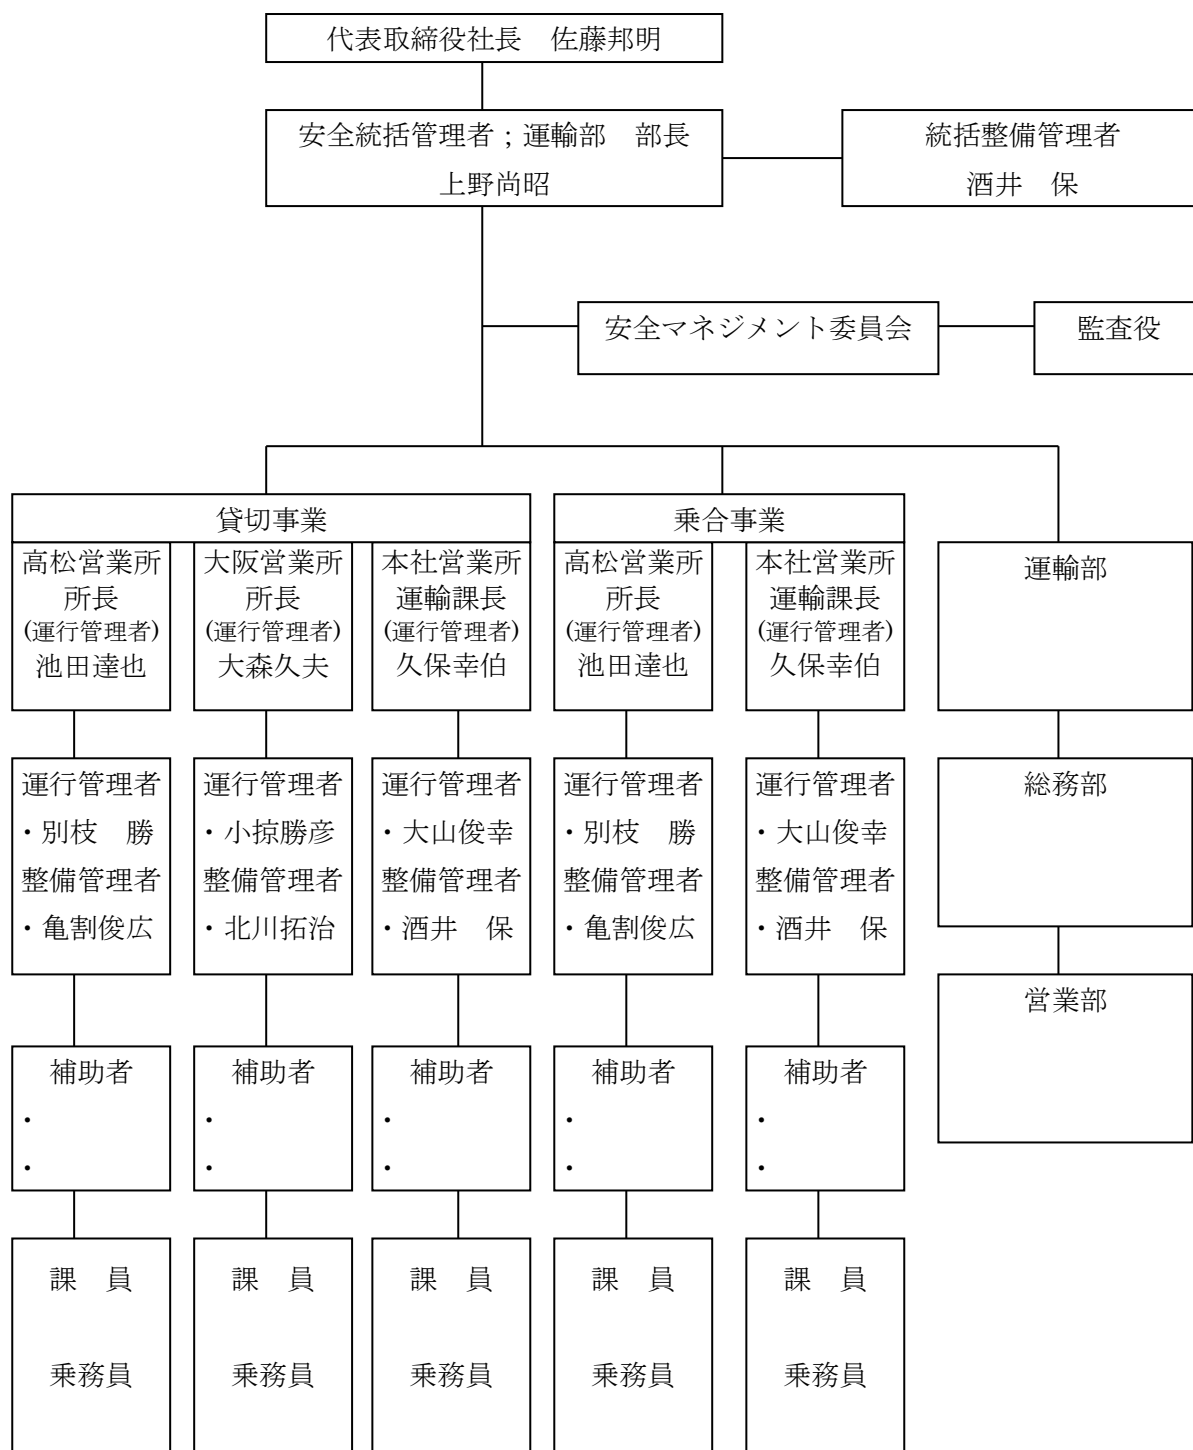 代表取締役社長　佐藤邦明
安全統括管理者；運輸部　部長
上野尚昭
統括整備管理者
酒井　保
安全マネジメント委員会
監査役
貸切事業
高松営業所
所長
(運行管理者)
池田達也
大阪営業所
所長
(運行管理者)
大森久夫
本社営業所
運輸課長
(運行管理者)
久保幸伯
乗合事業
高松営業所
所長
(運行管理者)
池田達也
本社営業所
運輸課長
(運行管理者)
久保幸伯
運輸部
運行管理者
・別枝　勝
整備管理者
・亀割俊広
運行管理者
・小掠勝彦
整備管理者
・北川拓治
運行管理者
・大山俊幸
整備管理者
・酒井　保
運行管理者
・別枝　勝
整備管理者
・亀割俊広
運行管理者
・大山俊幸
整備管理者
・酒井　保
総務部
営業部
補助者
・
・
補助者
・
・
補助者
・
・
補助者
・
・
補助者
・
・
課　員
乗務員
課　員
乗務員
課　員
乗務員
課　員
乗務員
課　員
乗務員